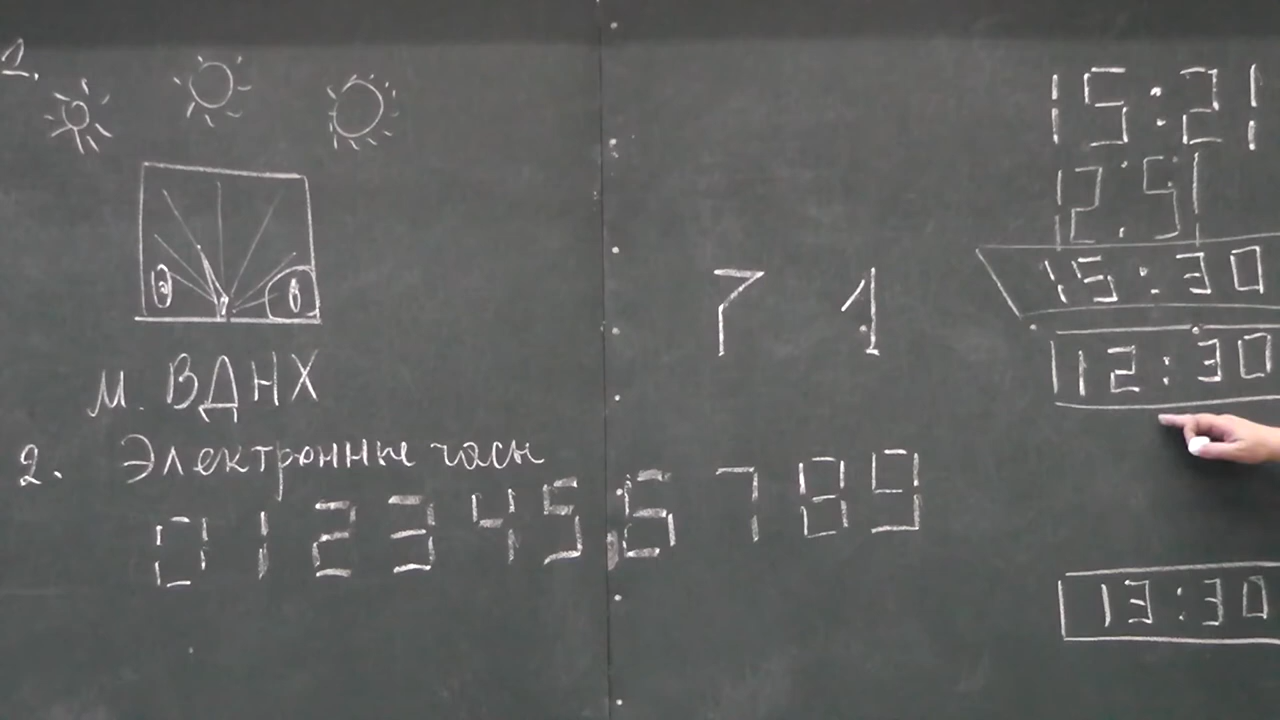 1.
м. ВДНХ
2. Электронные часы
0 1 2 3 4 5 6 7 8 9
7 1
15:21
12:51
15:30
12:30
13:30